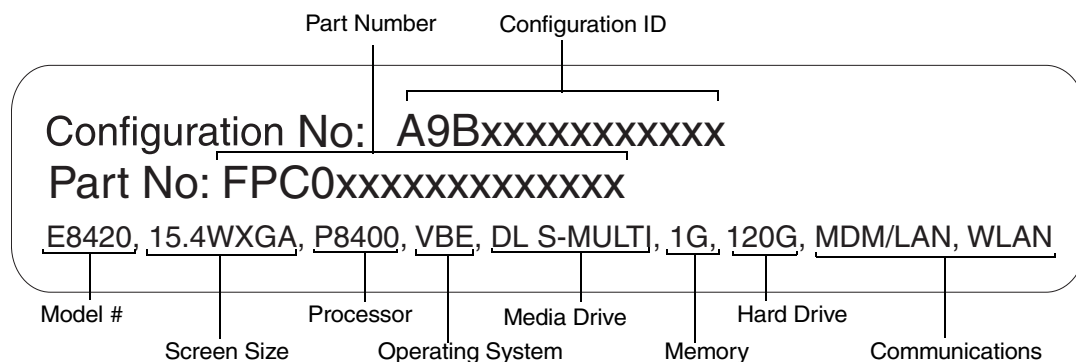 Part Number Configuration ID
Configuration No: A9Bxxxxxxxxxxx
Part No: FPC0xxxxxxxxxxxxx
E8420, 15.4WXGA, P8400, VBE, DL S-MULTI, 1G, 120G, MDM/LAN, WLAN
Model # Processor Media Drive Hard Drive
Screen Size Operating System Memory Communications